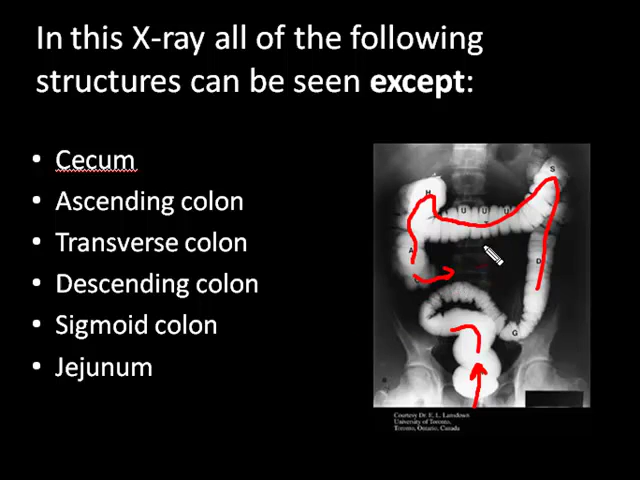 In this X-ray all of the following
structures can be seen except:
• Cecum
• Ascending colon
• Transverse colon
• Descending colon
• Sigmoid colon
• Jejunum
S
H
U U U
A
D
C
G
Courtesy Dr. E. L. Lansdown
University of Toronto,
Toronto, Ontario, Canada